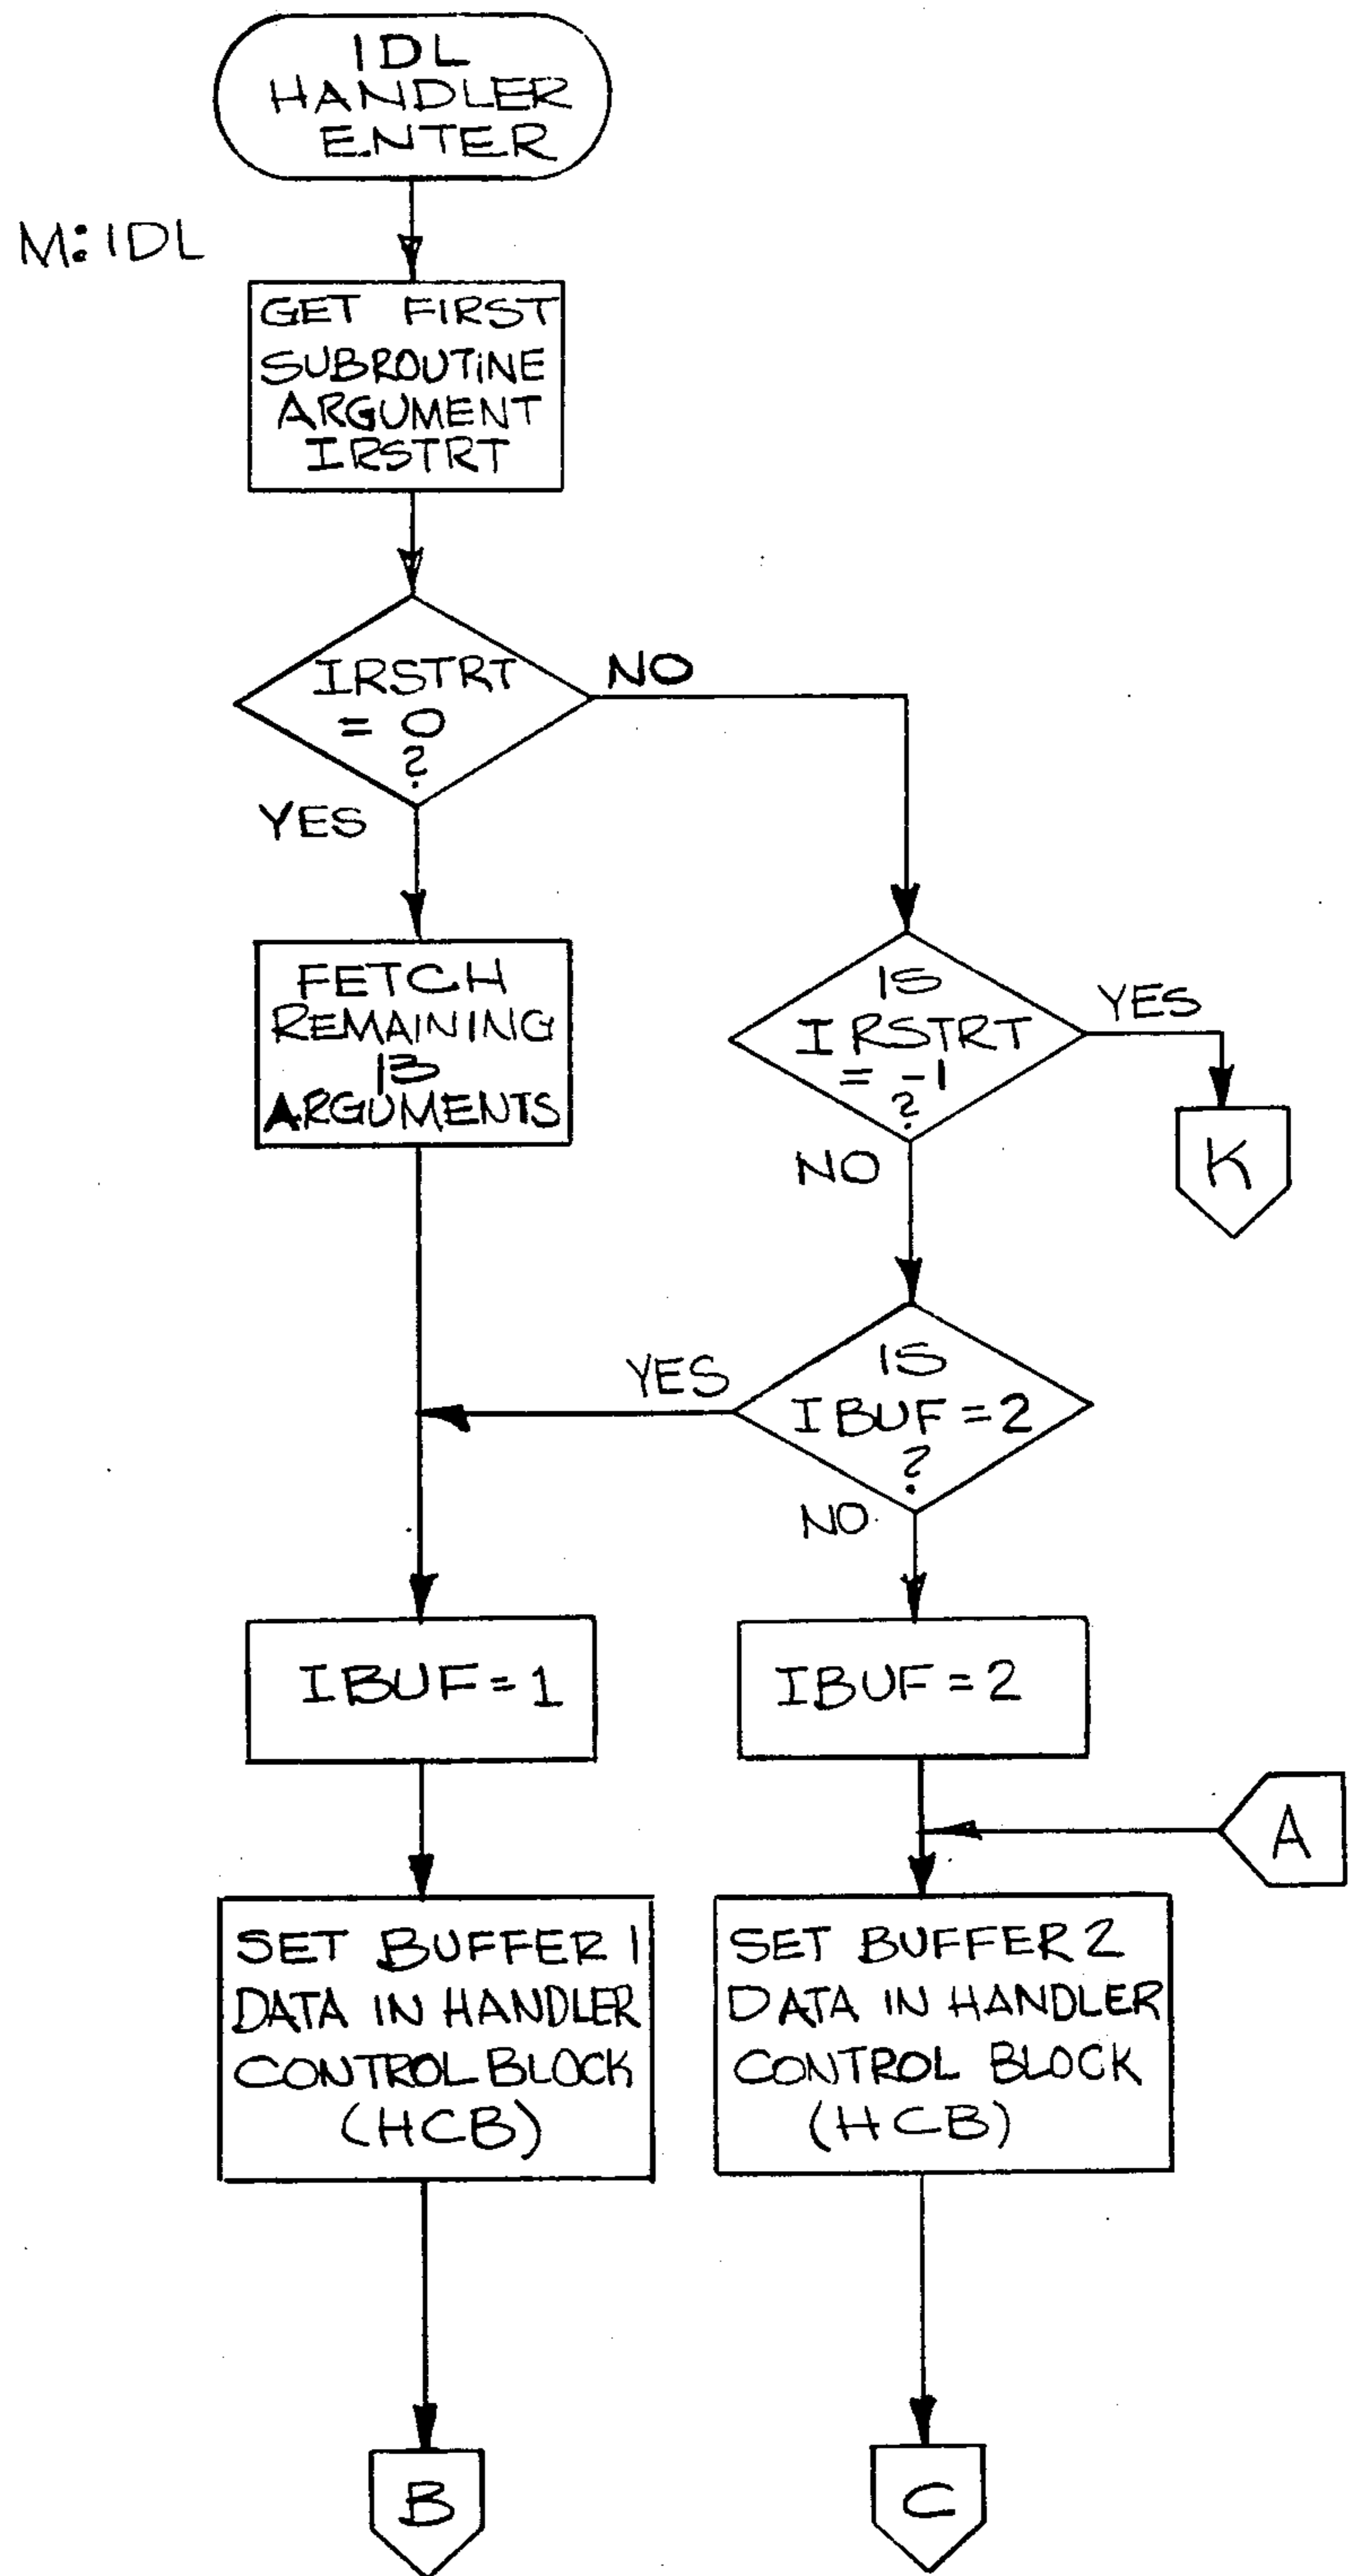 IDL
HANDLER
ENTER
M:IDL
GET FIRST
SUBROUTINE
ARGUMENT
IRSTRT
IRSTRT
= 0
?
NO
YES
FETCH
REMAINING
13
ARGUMENTS
IS
IRSTRT
= -1
?
YES
K
NO
IS
IBUF = 2
?
YES
NO
IBUF = 1
IBUF = 2
A
SET BUFFER 1
DATA IN HANDLER
CONTROL BLOCK
(HCB)
SET BUFFER 2
DATA IN HANDLER
CONTROL BLOCK
(HCB)
B
C